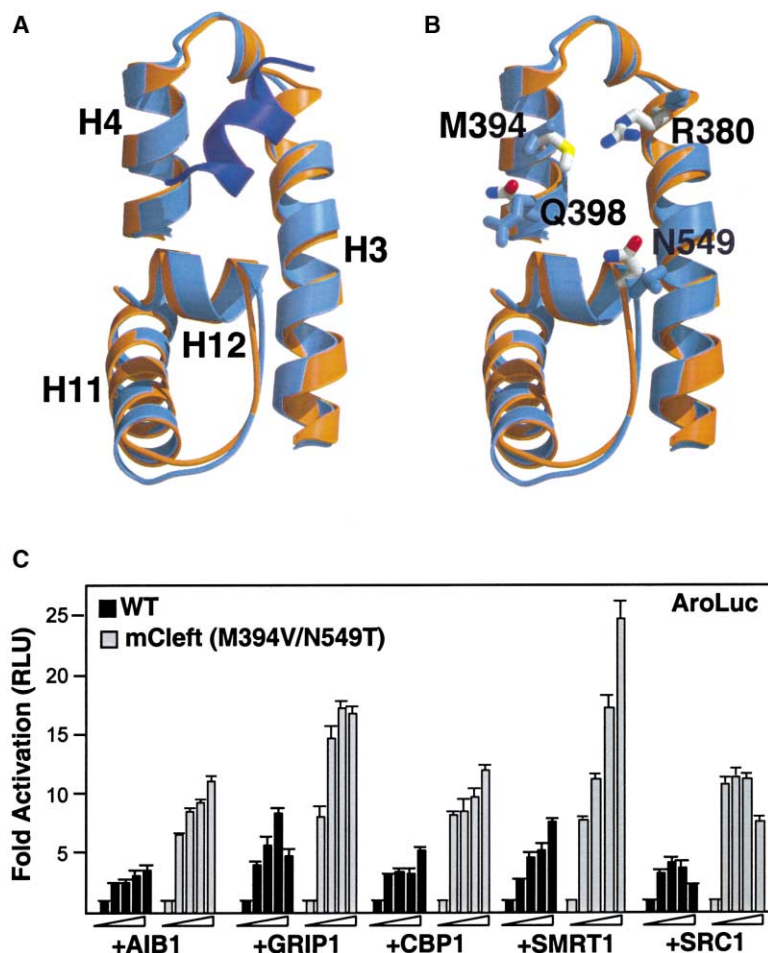 A
B
H4
H3
H12
H11
M394
R380
Q398
N549
C
WT
mCleft (M394V/N549T)
AroLuc
Fold Activation (RLU)
25
20
15
10
5
+AIB1
+GRIP1
+CBP1
+SMRT1
+SRC1